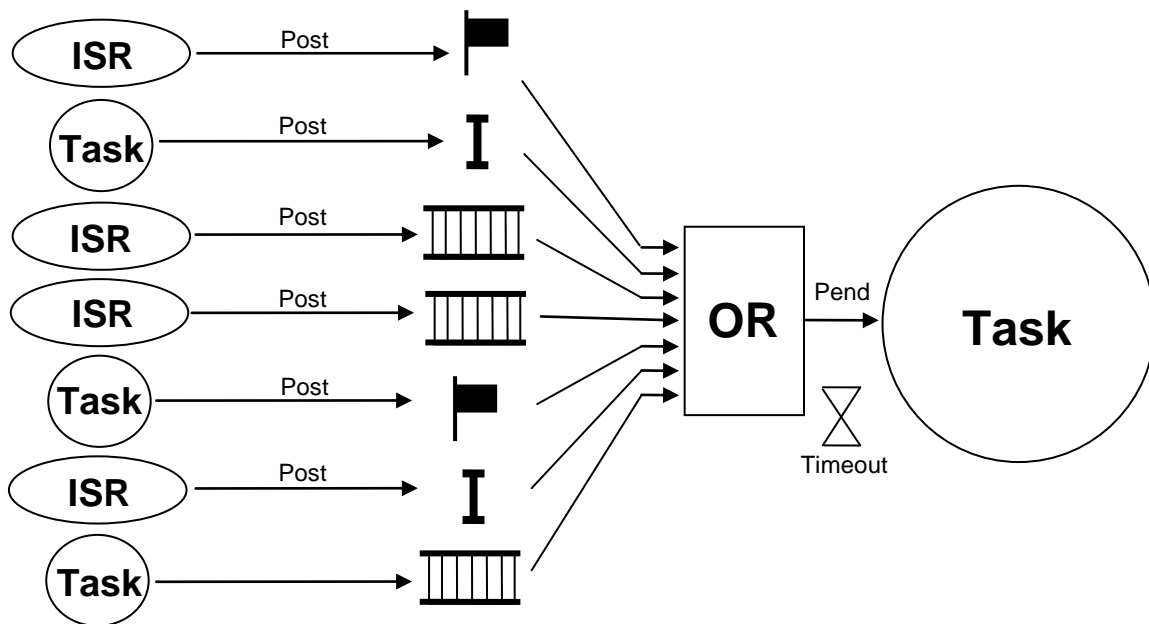 ISR
Post
Task
Post
ISR
Post
ISR
Post
Task
Post
ISR
Post
Task
OR
Pend
Timeout
Task